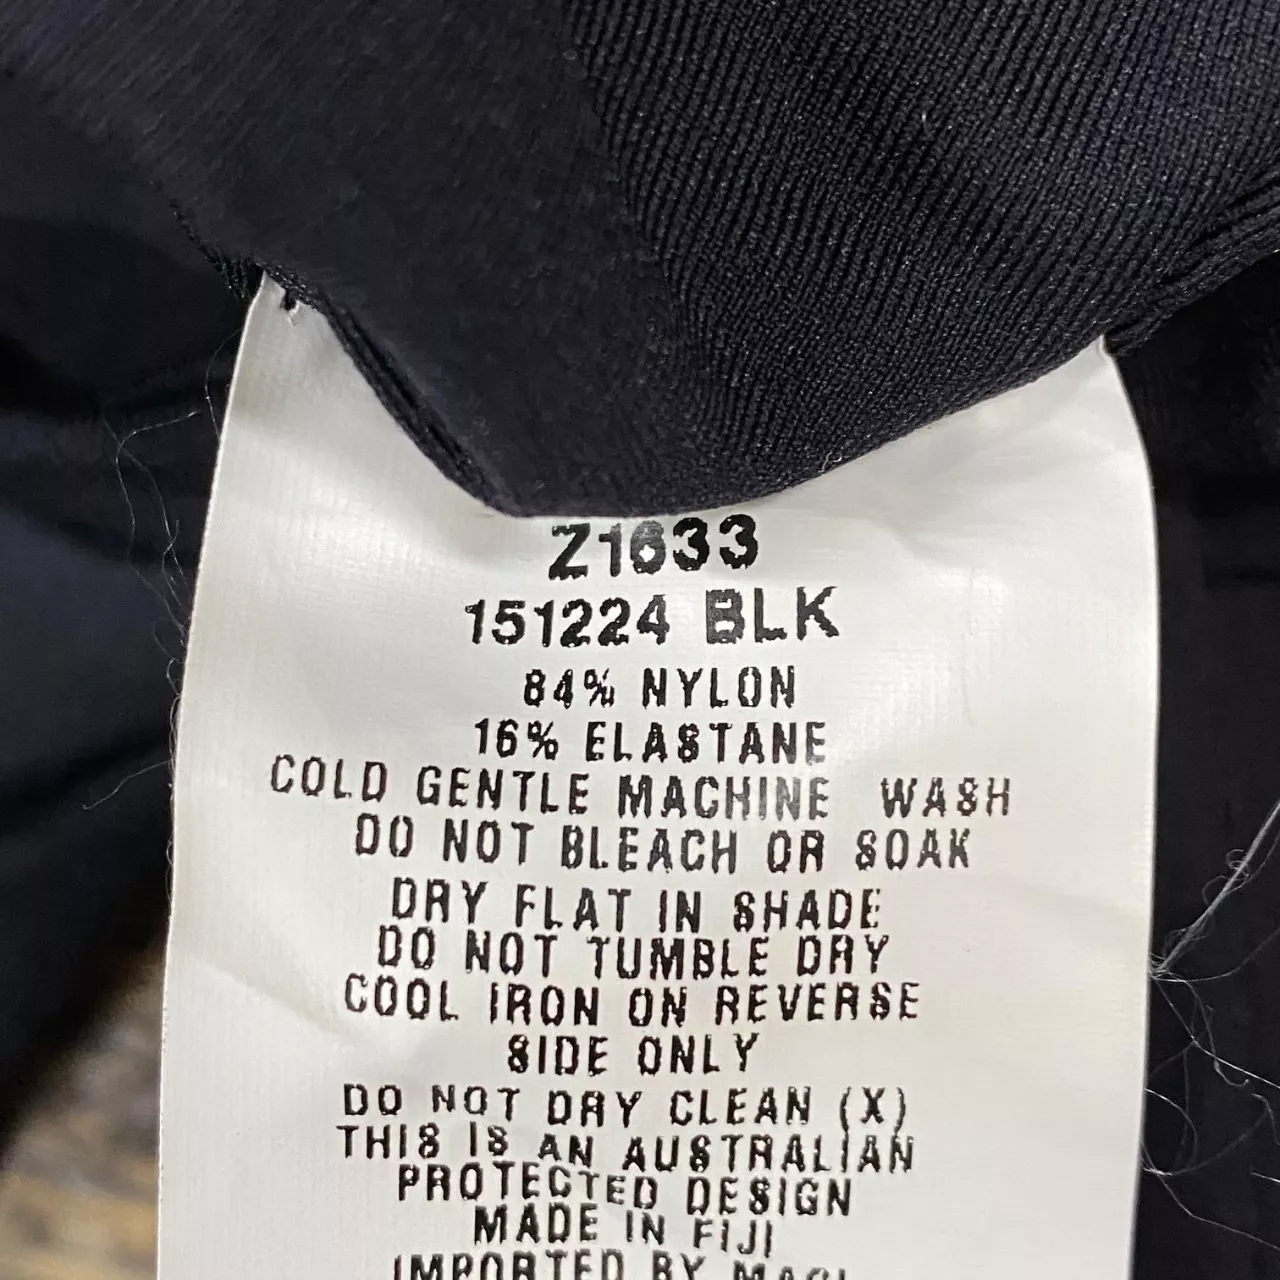 Z1633
151224 BLK
84% NYLON
16% ELASTANE
COLD GENTLE MACHINE WASH
DO NOT BLEACH OR SOAK
DRY FLAT IN SHADE
DO NOT TUMBLE DRY
COOL IRON ON REVERSE
SIDE ONLY
DO NOT DRY CLEAN (X)
THIS IS AN AUSTRALIAN
PROTECTED DESIGN
MADE IN FIJI
IMPORTED BY